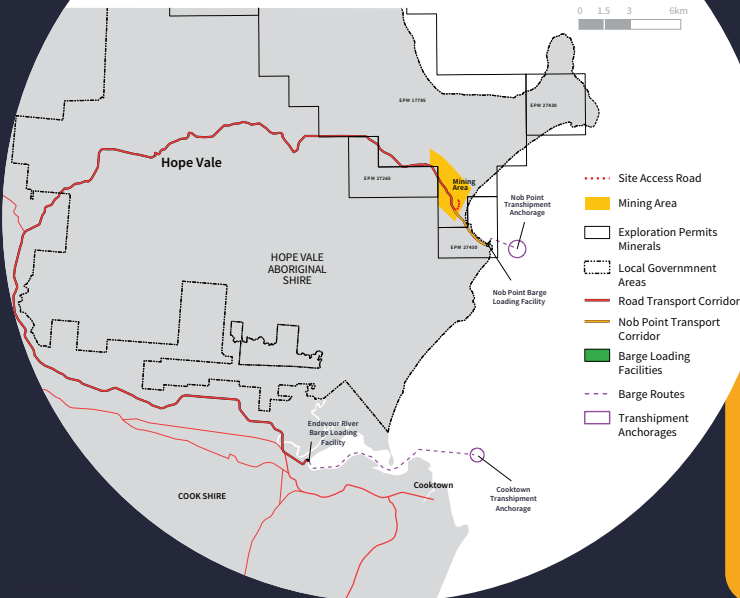 0 1.5 3 6km
EPM 17795
EPM 27430
Hope Vale
EPM 27265
Mining
Area
Nob Point
Transhipment
Anchorage
EPM 27430
HOPE VALE
ABORIGINAL
SHIRE
Nob Point Barge
Loading Facility
Endevour River
Barge Loading
Facility
Cooktown
COOK SHIRE
Cooktown
Transhipment
Anchorage
Site Access Road
Mining Area
Exploration Permits
Minerals
Local Governmnent
Areas
Road Transport Corridor
Nob Point Transport
Corridor
Barge Loading
Facilities
Barge Routes
Transhipment
Anchorages